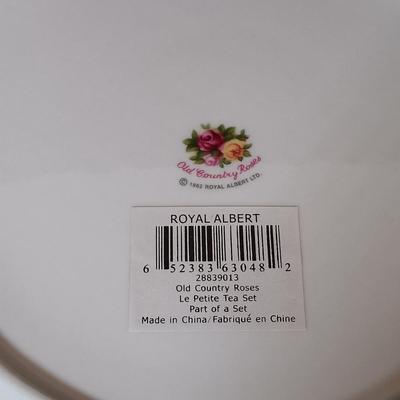 Old Country Roses
© 1962 ROYAL ALBERT LTD.
ROYAL ALBERT
6 52383 63048 2
28839013
Old Country Roses
Le Petite Tea Set
Part of a Set
Made in China/Fabriqué en Chine